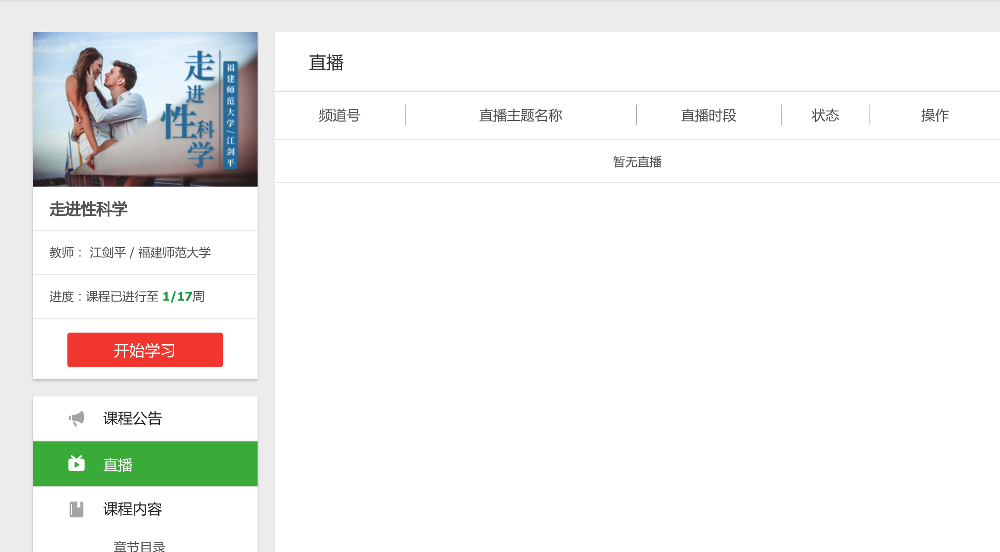 走进性科学
福建师范大学/江剑平
走进性科学
教师： 江剑平 / 福建师范大学
进度：课程已进行至 1/17周
开始学习
课程公告
直播
课程内容
章节目录
直播
频道号 直播主题名称 直播时段 状态 操作
暂无直播